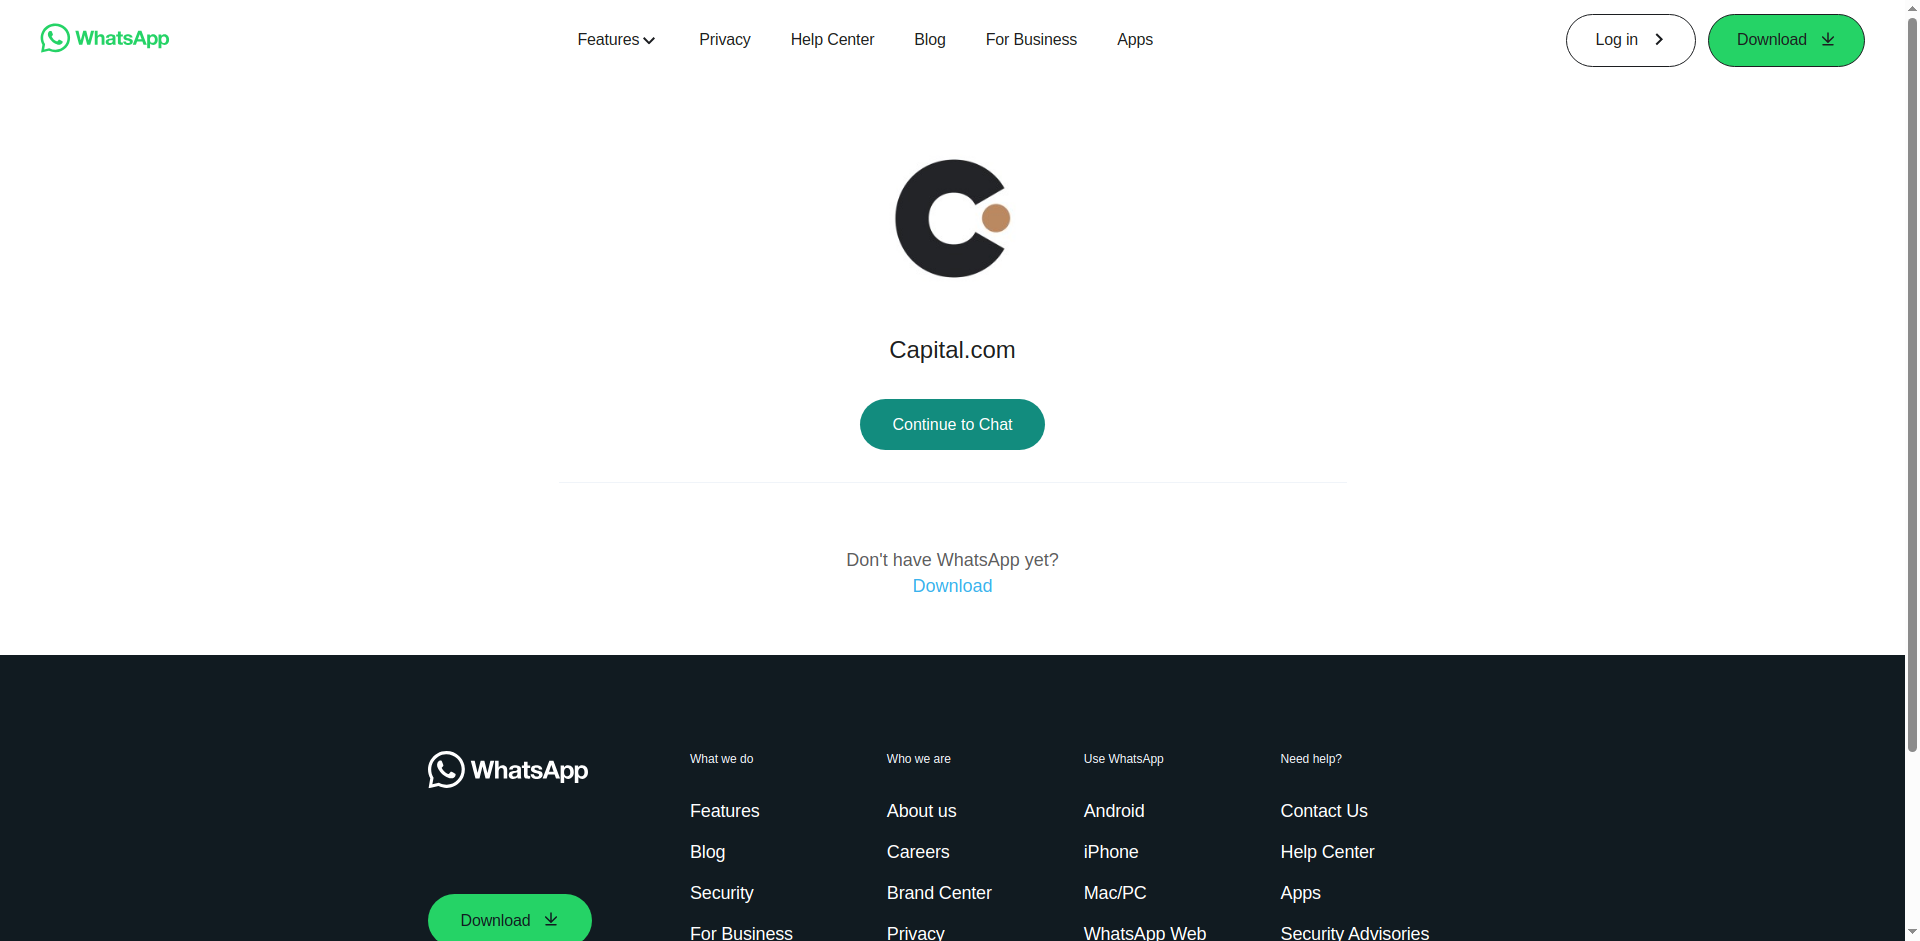 WhatsApp
Features
Privacy
Help Center
Blog
For Business
Apps
Log in
Download
Capital.com
Continue to Chat
Don't have WhatsApp yet?
Download
WhatsApp
Download
What we do
Features
Blog
Security
For Business
Who we are
About us
Careers
Brand Center
Privacy
Use WhatsApp
Android
iPhone
Mac/PC
WhatsApp Web
Need help?
Contact Us
Help Center
Apps
Security Advisories